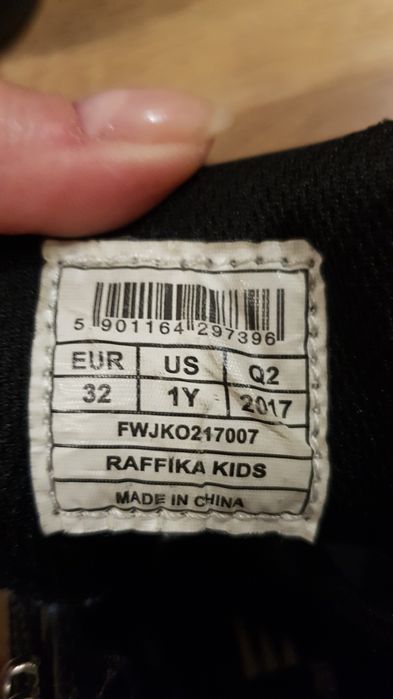 5 901164 297396
EUR US Q2
32 1Y 2017
FWJKO217007
RAFFIKA KIDS
MADE IN CHINA